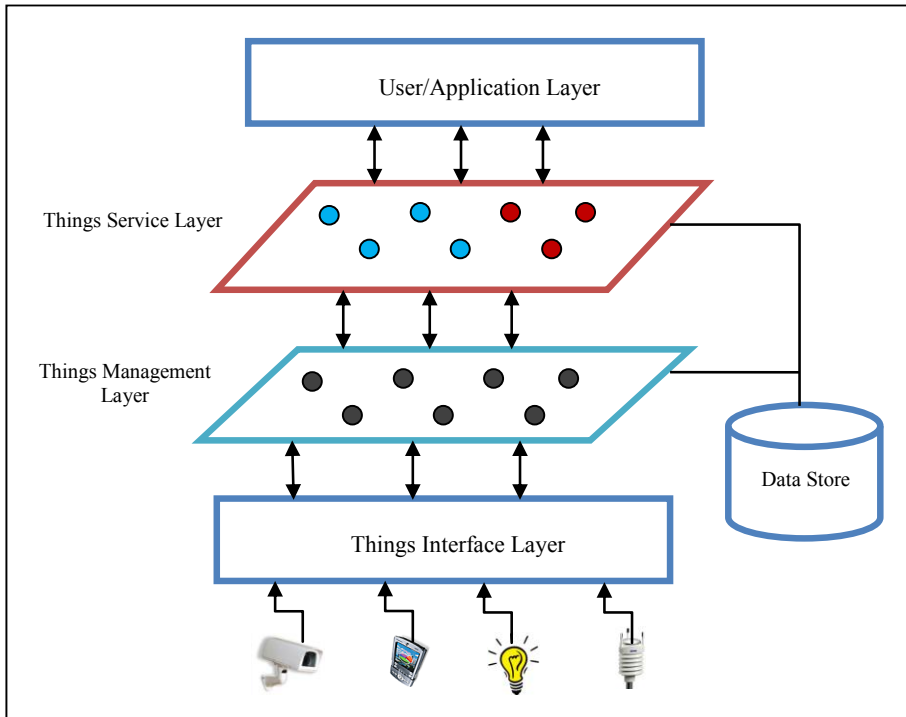 User/Application Layer
Things Service Layer
Things Management
Layer
Data Store
Things Interface Layer